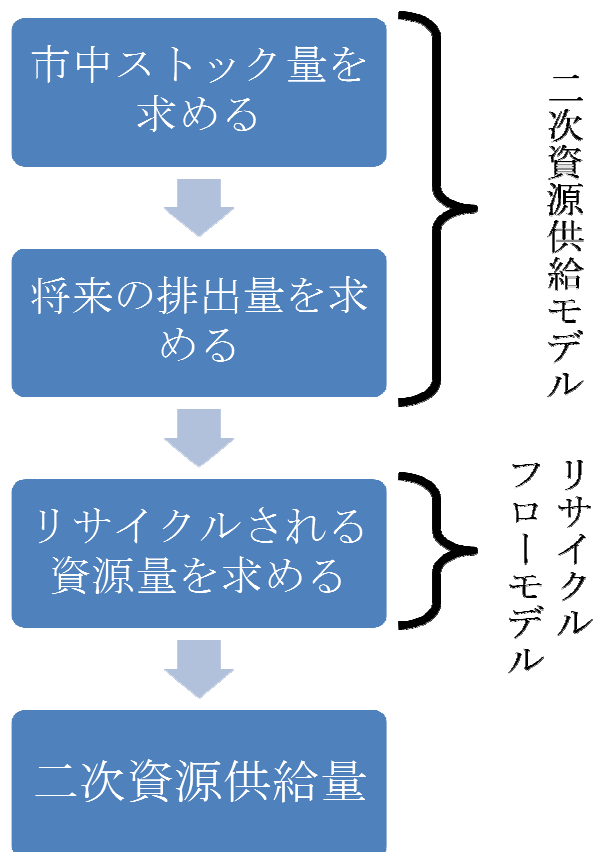 市中ストック量を
求める
将来の排出量を求
める
二次資源供給モデル
リサイクルされる
資源量を求める
リサイクル
フローモデル
二次資源供給量